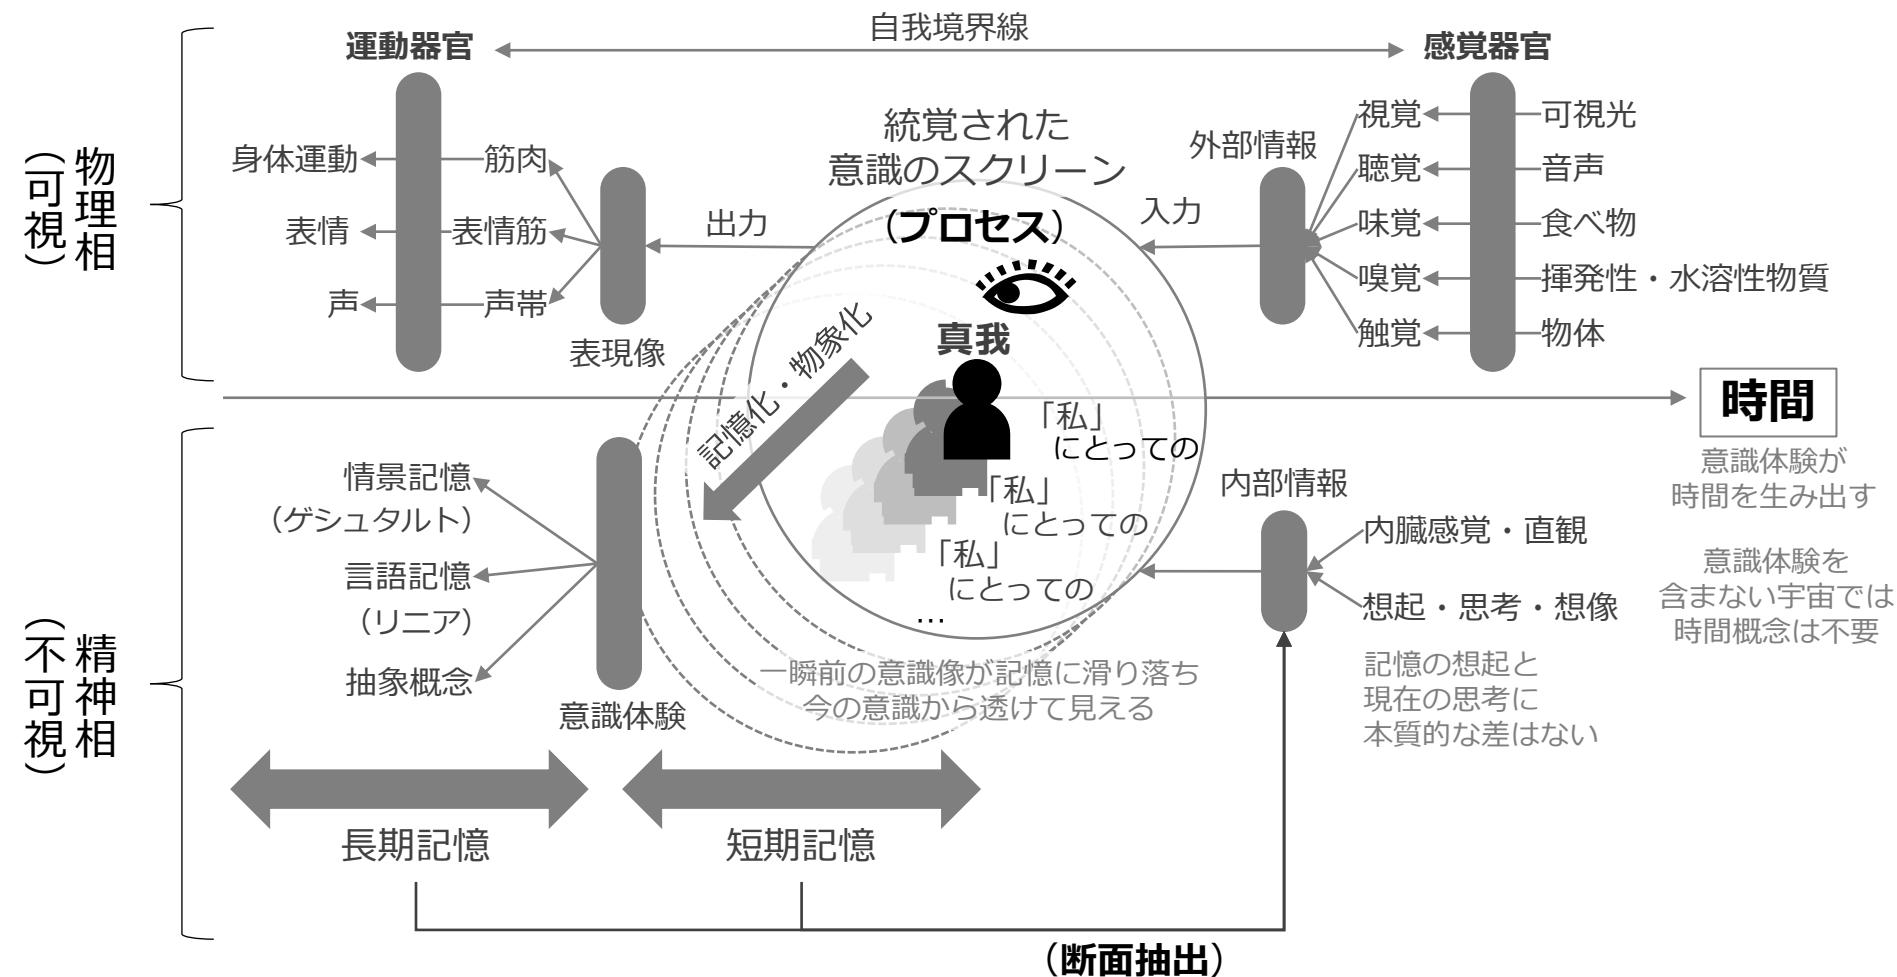 自我境界線
運動器官
感覚器官
物理相
（可視）
身体運動
筋肉
表情
表情筋
声
声帯
表現像
出力
統覚された
意識のスクリーン
（プロセス）
真我
入力
外部情報
視覚
可視光
聴覚
音声
味覚
食べ物
嗅覚
揮発性・水溶性物質
触覚
物体
記憶化・物象化
時間
意識体験が
時間を生み出す
意識体験を
含まない宇宙では
時間概念は不要
「私」
にとっての
「私」
にとっての
「私」
にとっての
…
精神相
（不可視）
情景記憶
（ゲシュタルト）
言語記憶
（リニア）
抽象概念
意識体験
一瞬前の意識像が記憶に滑り落ち
今の意識から透けて見える
内部情報
内臓感覚・直観
想起・思考・想像
記憶の想起と
現在の思考に
本質的な差はない
長期記憶
短期記憶
（断面抽出）